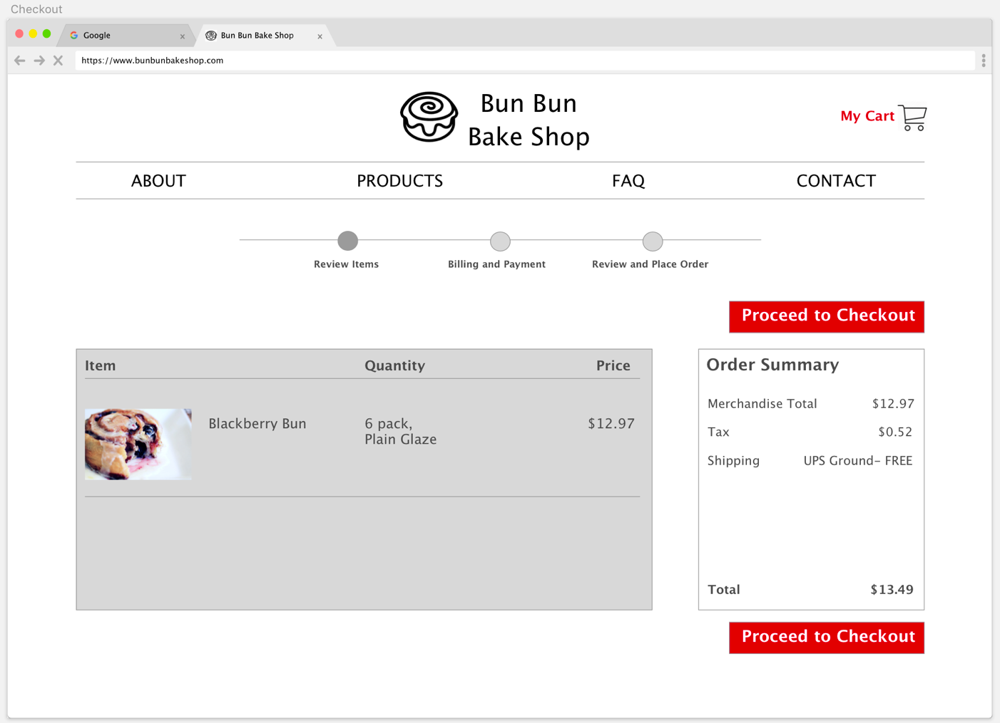 Checkout
Google
Bun Bun Bake Shop
https://www.bunbunbakeshop.com
Bun Bun
Bake Shop
My Cart
ABOUT PRODUCTS FAQ CONTACT
Review Items Billing and Payment Review and Place Order
Proceed to Checkout
Item Quantity Price
Blackberry Bun 6 pack, $12.97
Plain Glaze
Order Summary
Merchandise Total $12.97
Tax $0.52
Shipping UPS Ground- FREE
Total $13.49
Proceed to Checkout